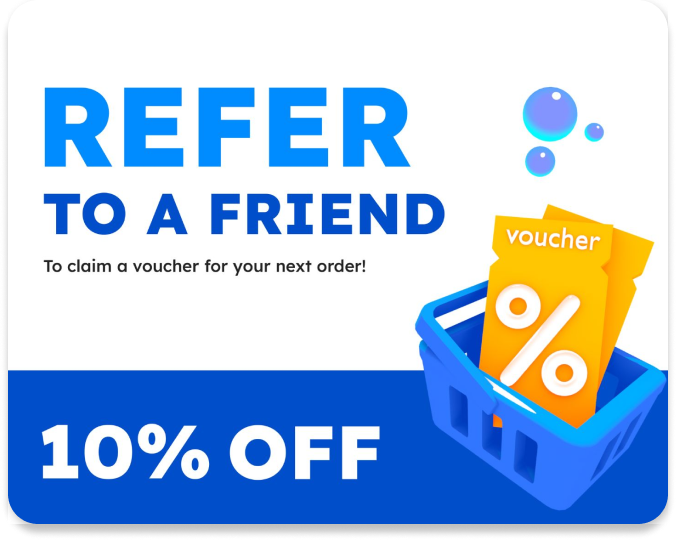 REFER
TO A FRIEND
To claim a voucher for your next order!
voucher
%
10% OFF